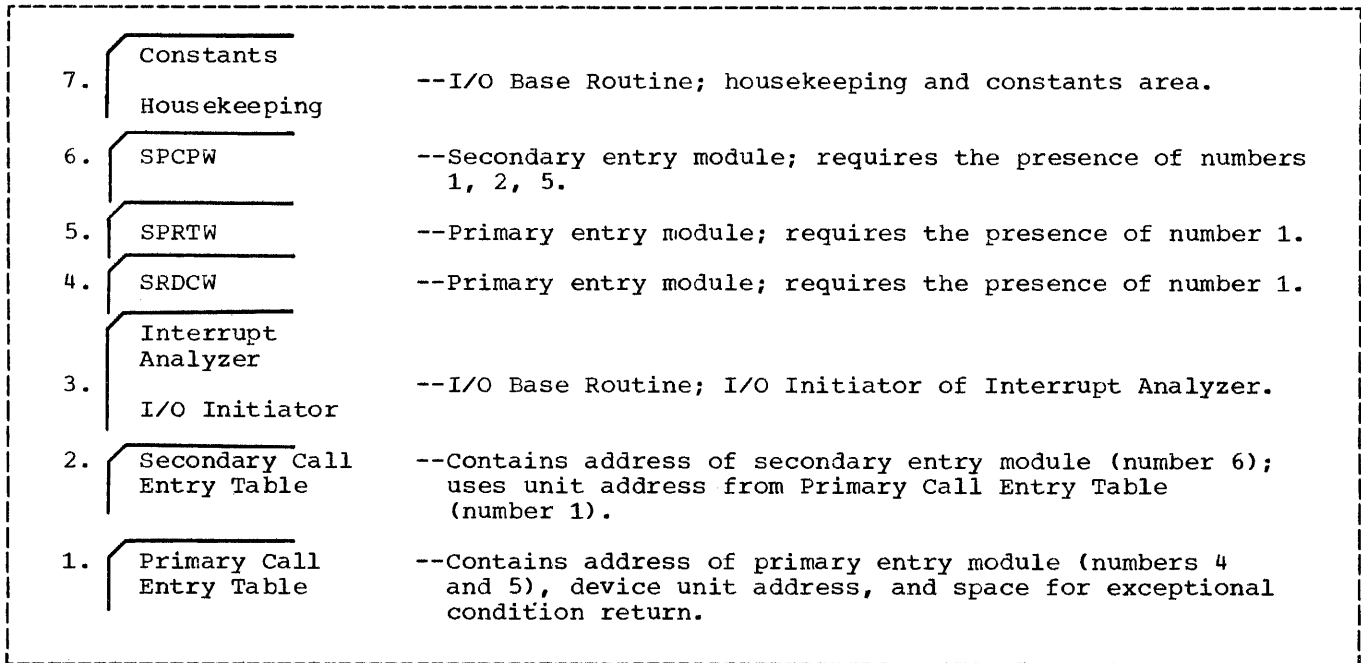 Constants
7. --I/O Base Routine; housekeeping and constants area.
Housekeeping
6. SPCPW --Secondary entry module; requires the presence of numbers
1, 2, 5.
5. SPRTW --Primary entry module; requires the presence of number 1.
4. SRDCW --Primary entry module; requires the presence of number 1.
Interrupt
Analyzer
3. --I/O Base Routine; I/O Initiator of Interrupt Analyzer.
I/O Initiator
2. Secondary Call --Contains address of secondary entry module (number 6);
Entry Table uses unit address from Primary Call Entry Table
(number 1).
1. Primary Call --Contains address of primary entry module (numbers 4
Entry Table and 5), device unit address, and space for exceptional
condition return.